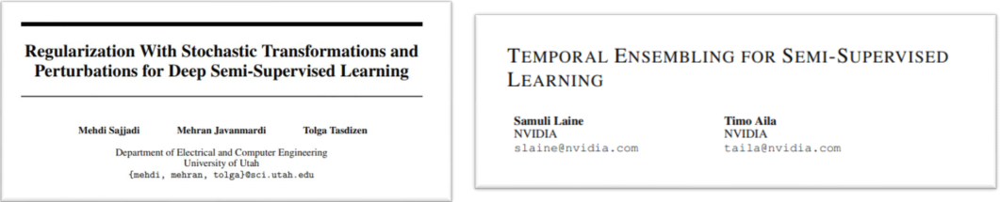 Regularization With Stochastic Transformations and
Perturbations for Deep Semi-Supervised Learning
Mehdi Sajjadi Mehran Javanmardi Tolga Tasdizen
Department of Electrical and Computer Engineering
University of Utah
{mehdi, mehran, tolga}@sci.utah.edu
TEMPORAL ENSEMBLING FOR SEMI-SUPERVISED
LEARNING
Samuli Laine Timo Aila
NVIDIA NVIDIA
slaine@nvidia.com taila@nvidia.com